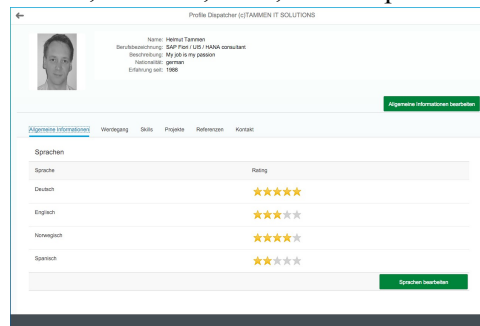 Profile Dispatcher (c)TAMMEN IT SOLUTIONS
Name: Helmut Tammen
Berufsbezeichnung: SAP Fiori / UI5 / HANA consultant
Beschreibung: My job is my passion
Nationalität: german
Erfahrung seit: 1986
Allgemeine Informationen bearbeiten
Allgemeine Informationen Werdegang Skills Projekte Referenzen Kontakt
Sprachen
Sprache Rating
Deutsch
Englisch
Norwegisch
Spanisch
Sprachen bearbeiten